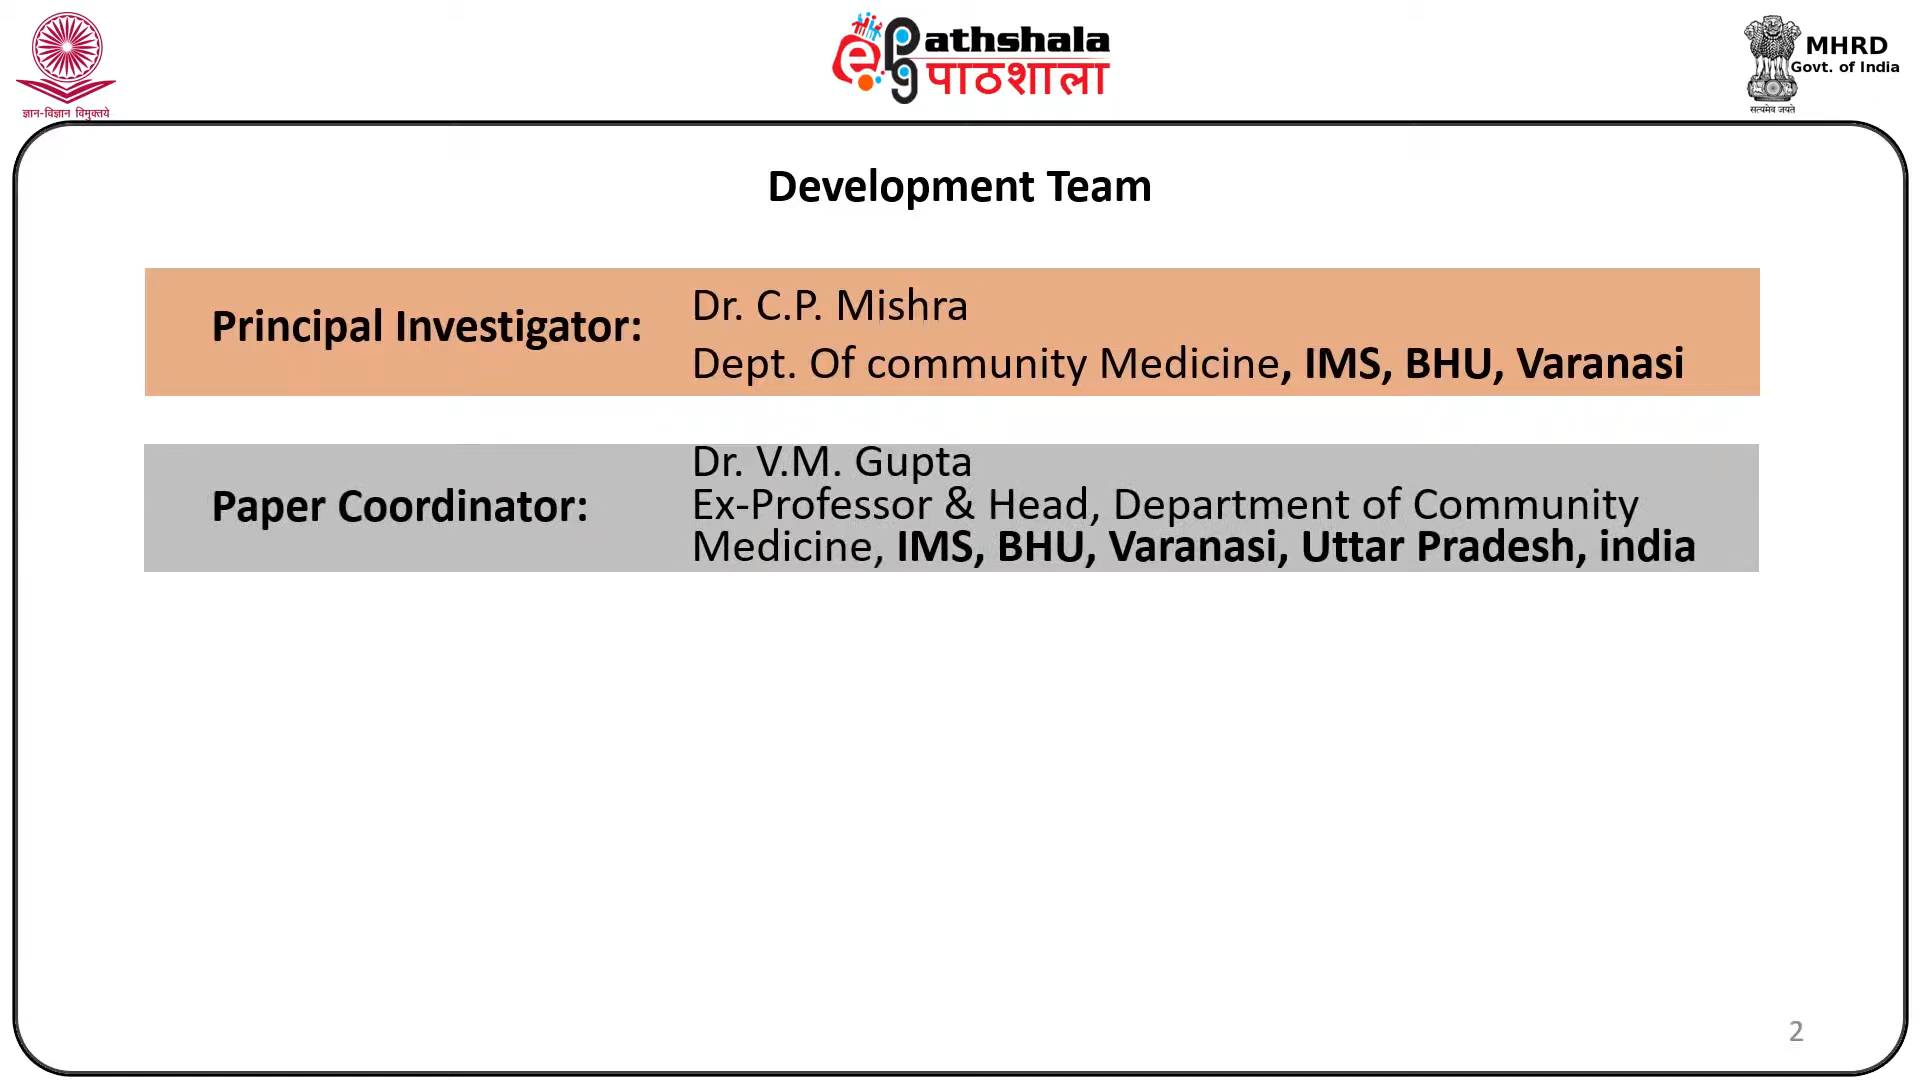 ज्ञान-विज्ञान विमुक्तये
e PG Pathshala
पाठशाला
MHRD
Govt. of India
सत्यमेव जयते
Development Team
Principal Investigator:
Dr. C.P. Mishra
Dept. Of community Medicine, IMS, BHU, Varanasi
Paper Coordinator:
Dr. V.M. Gupta
Ex-Professor & Head, Department of Community
Medicine, IMS, BHU, Varanasi, Uttar Pradesh, india
2